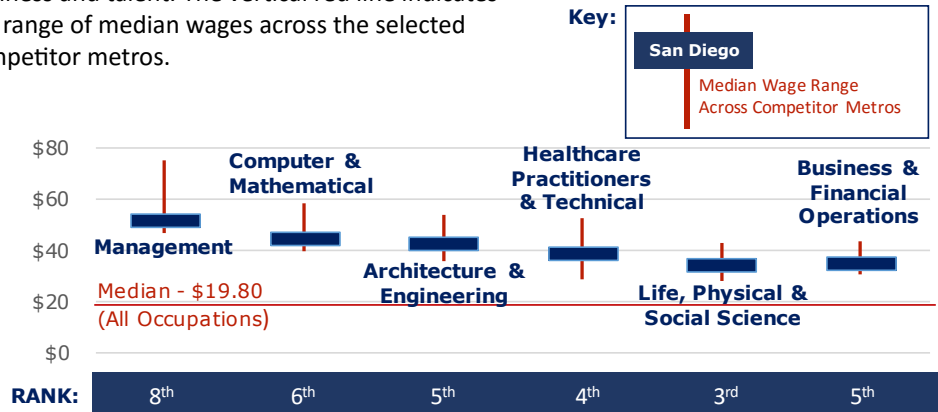 range of median wages across the selected
metros.
Key:
San Diego
Median Wage Range
Across Competitor Metros
$80
$60
$40
$20
$0
Computer &
Mathematical
Healthcare
Practitioners
& Technical
Business &
Financial
Operations
Management
Architecture &
Engineering
Life, Physical &
Social Science
Median - $19.80
(All Occupations)
RANK: 8th 6th 5th 4th 3rd 5th